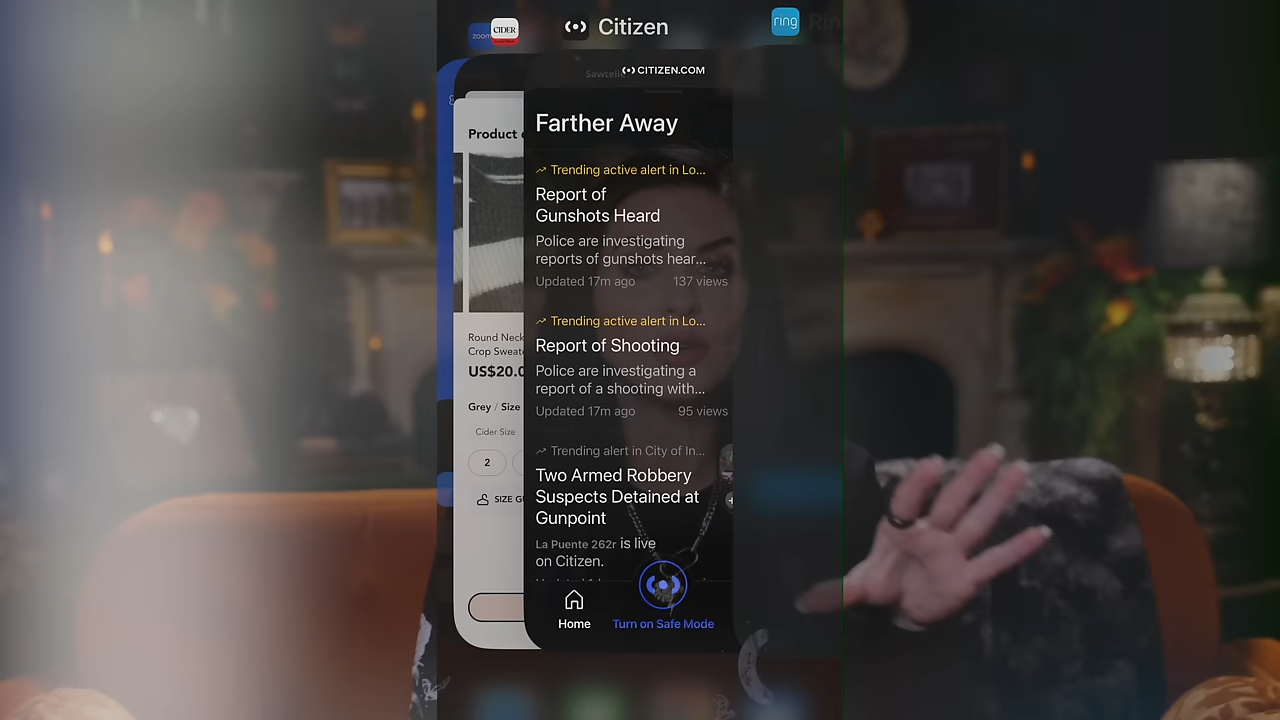 zoom
CIDER
Citizen
ring
Ring
Sawtelle
CITIZEN.COM
Farther Away
Product
Trending active alert in Lo...
Report of
Gunshots Heard
Police are investigating
reports of gunshots hear...
Updated 17m ago 137 views
Trending active alert in Lo...
Report of Shooting
Police are investigating a
report of a shooting with...
Updated 17m ago 95 views
Round Neck
Crop
US$20.0
Grey / Size
Cider Size
2
Trending alert in City of In...
Two Armed Robbery
Suspects Detained at
Gunpoint
La Puente 262r is live
on Citizen.
SIZE
Home
Turn on Safe Mode